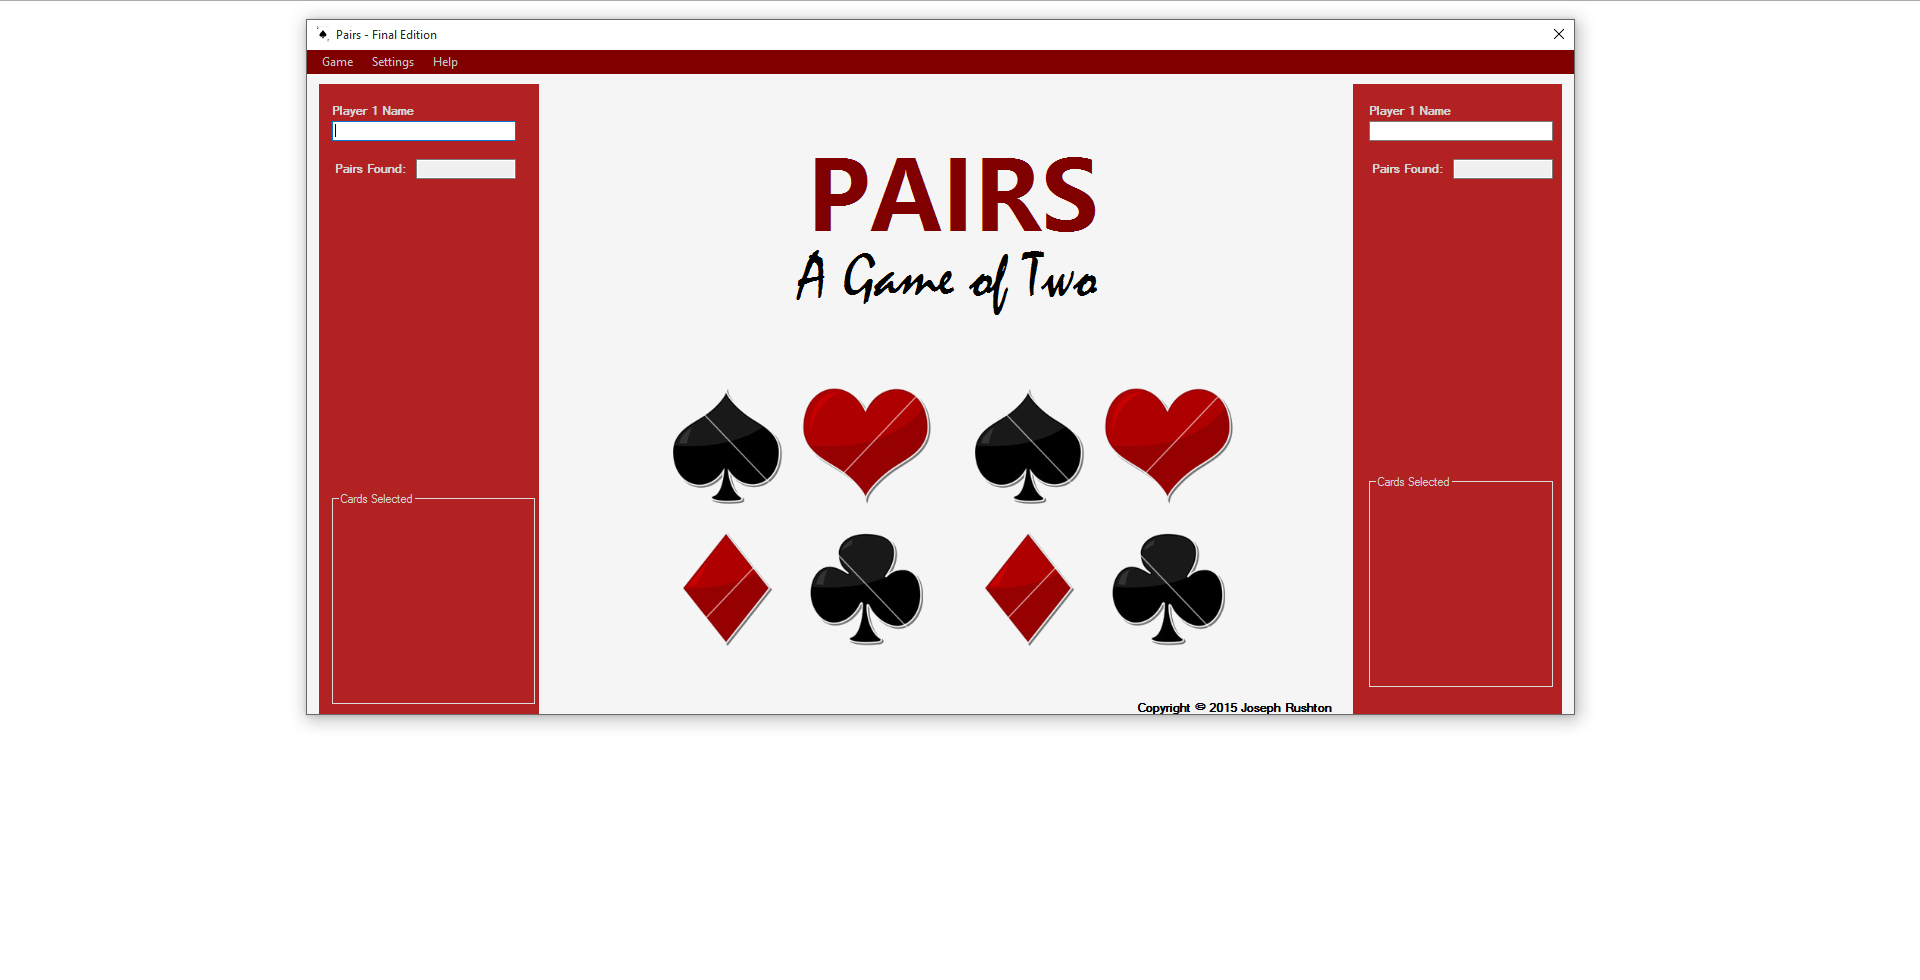 Pairs - Final Edition
Game Settings Help
Player 1 Name
Pairs Found:
Cards Selected
PAIRS
A Game of Two
Copyright © 2015 Joseph Rushton
Player 1 Name
Pairs Found:
Cards Selected